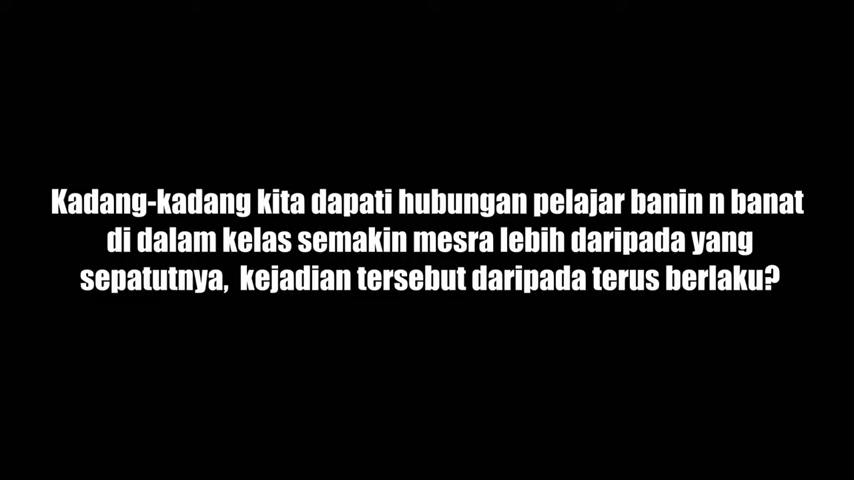 Kadang-kadang kita dapati hubungan pelajar banin n banat
di dalam kelas semakin mesra lebih daripada yang
sepatutnya,  kejadian tersebut daripada terus berlaku?